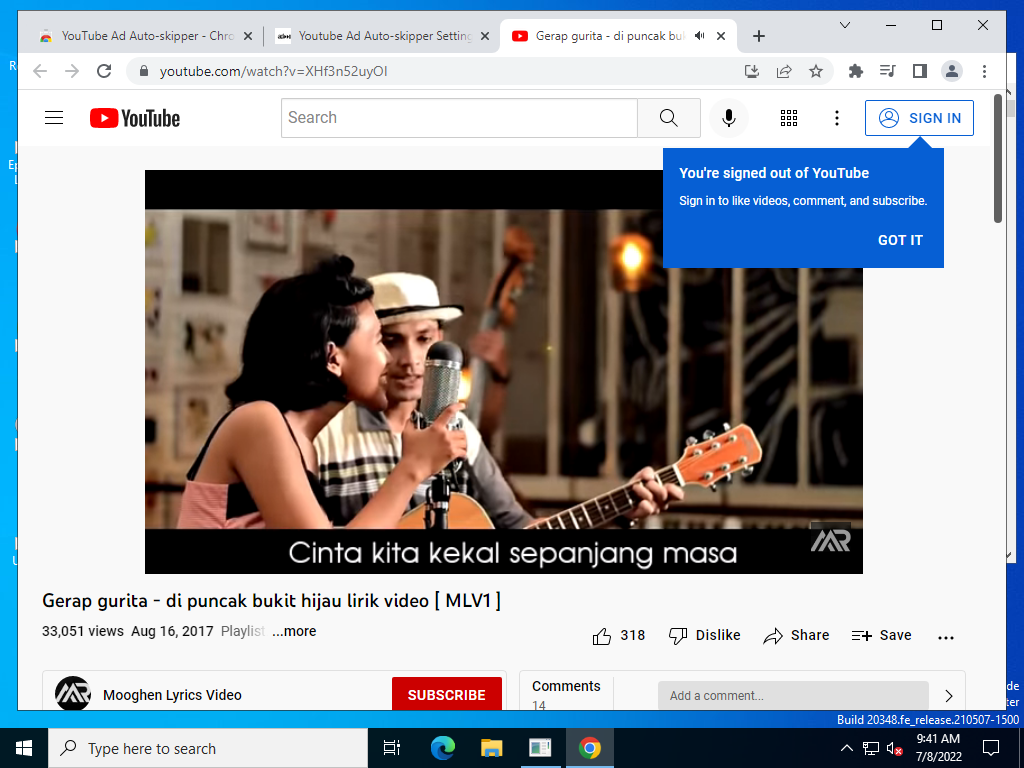 YouTube Ad Auto-skipper - Chro
Youtube Ad Auto-skipper Setting
Gerap gurita - di puncak buk
youtube.com/watch?v=XHf3n52uyOI
YouTube
Search
SIGN IN
You're signed out of YouTube
Sign in to like videos, comment, and subscribe.
GOT IT
Cinta kita kekal sepanjang masa
MR
Gerap gurita - di puncak bukit hijau lirik video [ MLV1 ]
33,051 views Aug 16, 2017 Playlist ...more
318 Dislike Share Save
MR
Mooghen Lyrics Video
SUBSCRIBE
Comments
14
Add a comment...
Build 20348.fe_release.210507-1500
Type here to search
9:41 AM
7/8/2022